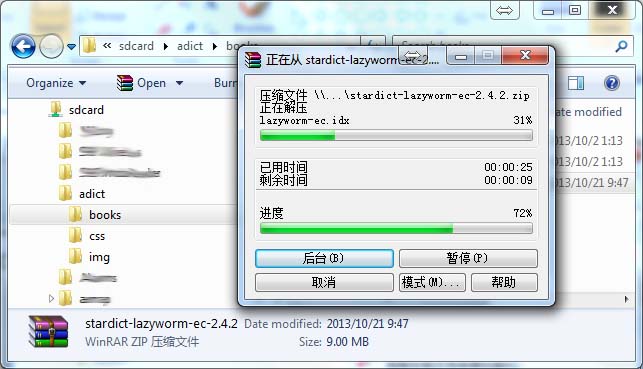 « sdcard ▸ adict ▸ books
Search books
Organize ▾
Open ▾
Burn
sdcard
adict
books
css
img
Date modified
2013/10/2 1:13
2013/10/2 1:13
2013/10/21 9:47
正在从 stardict-lazyworm-ec-2....
压缩文件 \\...\stardict-lazyworm-ec-2.4.2.zip
正在解压
lazyworm-ec.idx 31%
已用时间 00:00:25
剩余时间 00:00:09
进度 72%
后台(B) 暂停(P)
取消 模式(M)... 帮助
stardict-lazyworm-ec-2.4.2 Date modified: 2013/10/21 9:47
WinRAR ZIP 压缩文件 Size: 9.00 MB